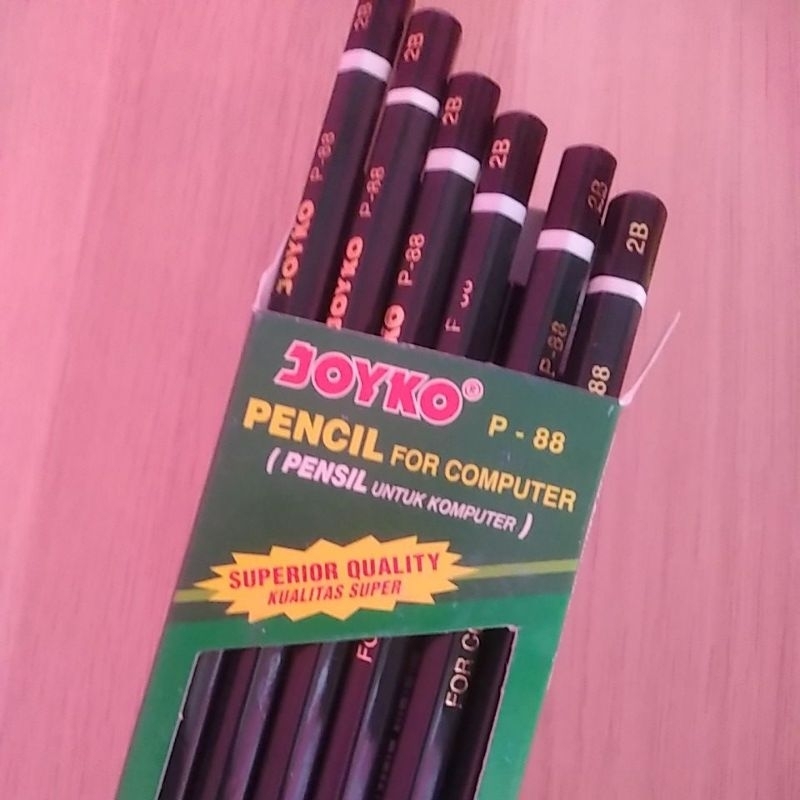 2B
2B
2B
2B
2B
2B
JOYKO P-88
JOYKO P-88
P-88
P-88
88
JOYKO®
P - 88
PENCIL FOR COMPUTER
( PENSIL UNTUK KOMPUTER )
SUPERIOR QUALITY
KUALITAS SUPER
FOR